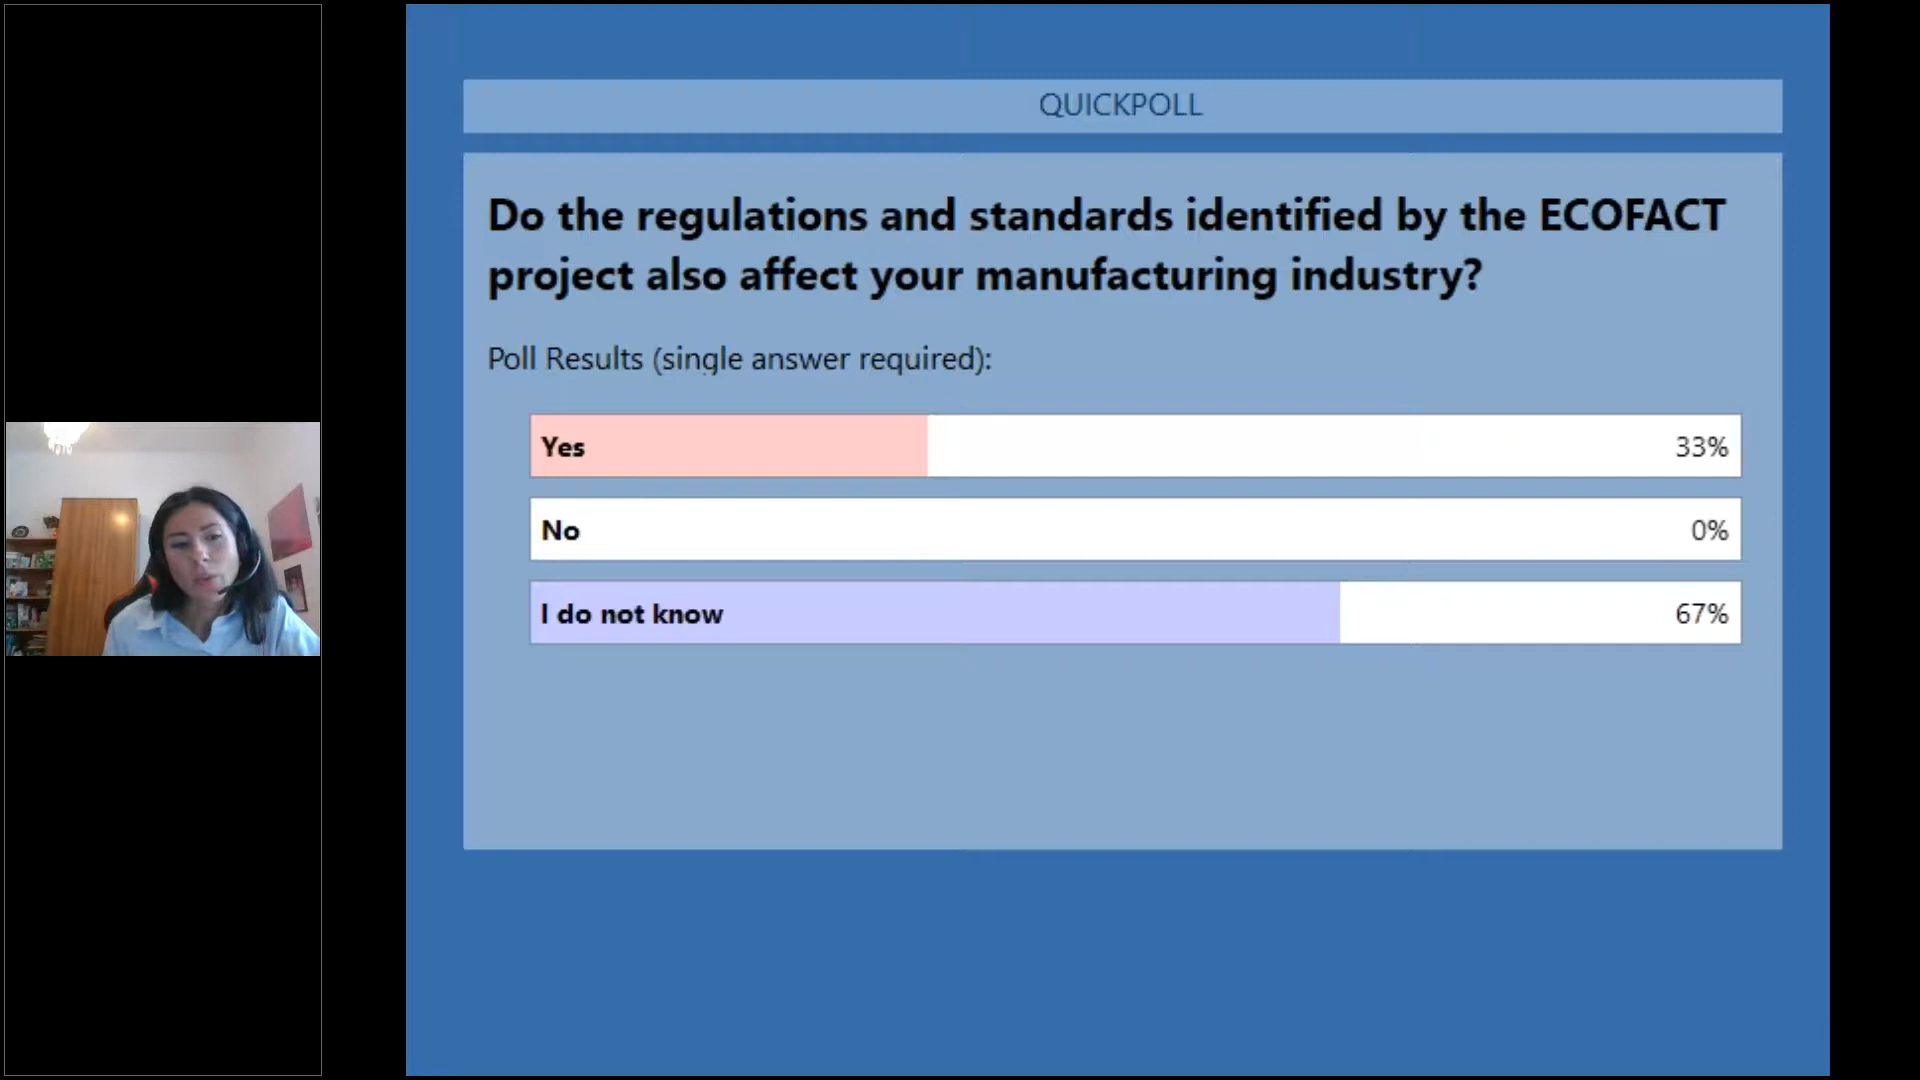 QUICKPOLL
Do the regulations and standards identified by the ECOFACT
project also affect your manufacturing industry?
Poll Results (single answer required):
Yes 33%
No 0%
I do not know 67%